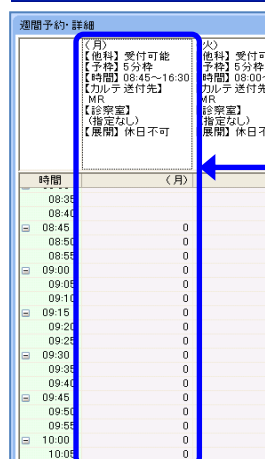 週間予約・詳細
(月)
【他科】受付可能
【予枠】5分枠
【時間】08:45～16:30
【カルテ送付先】
MR
【診察室】
(指定なし)
【展開】休日不可
火)
他科】受付可
予枠】5分枠
時間】08:00
カルテ送付先
MR
診察室】
指定なし)
展開】休日不
時間 (月)
08:35
08:40
08:45 0
08:50 0
08:55 0
09:00 0
09:05 0
09:10 0
09:15 0
09:20 0
09:25 0
09:30 0
09:35 0
09:40 0
09:45 0
09:50 0
09:55 0
10:00 0
10:05 0